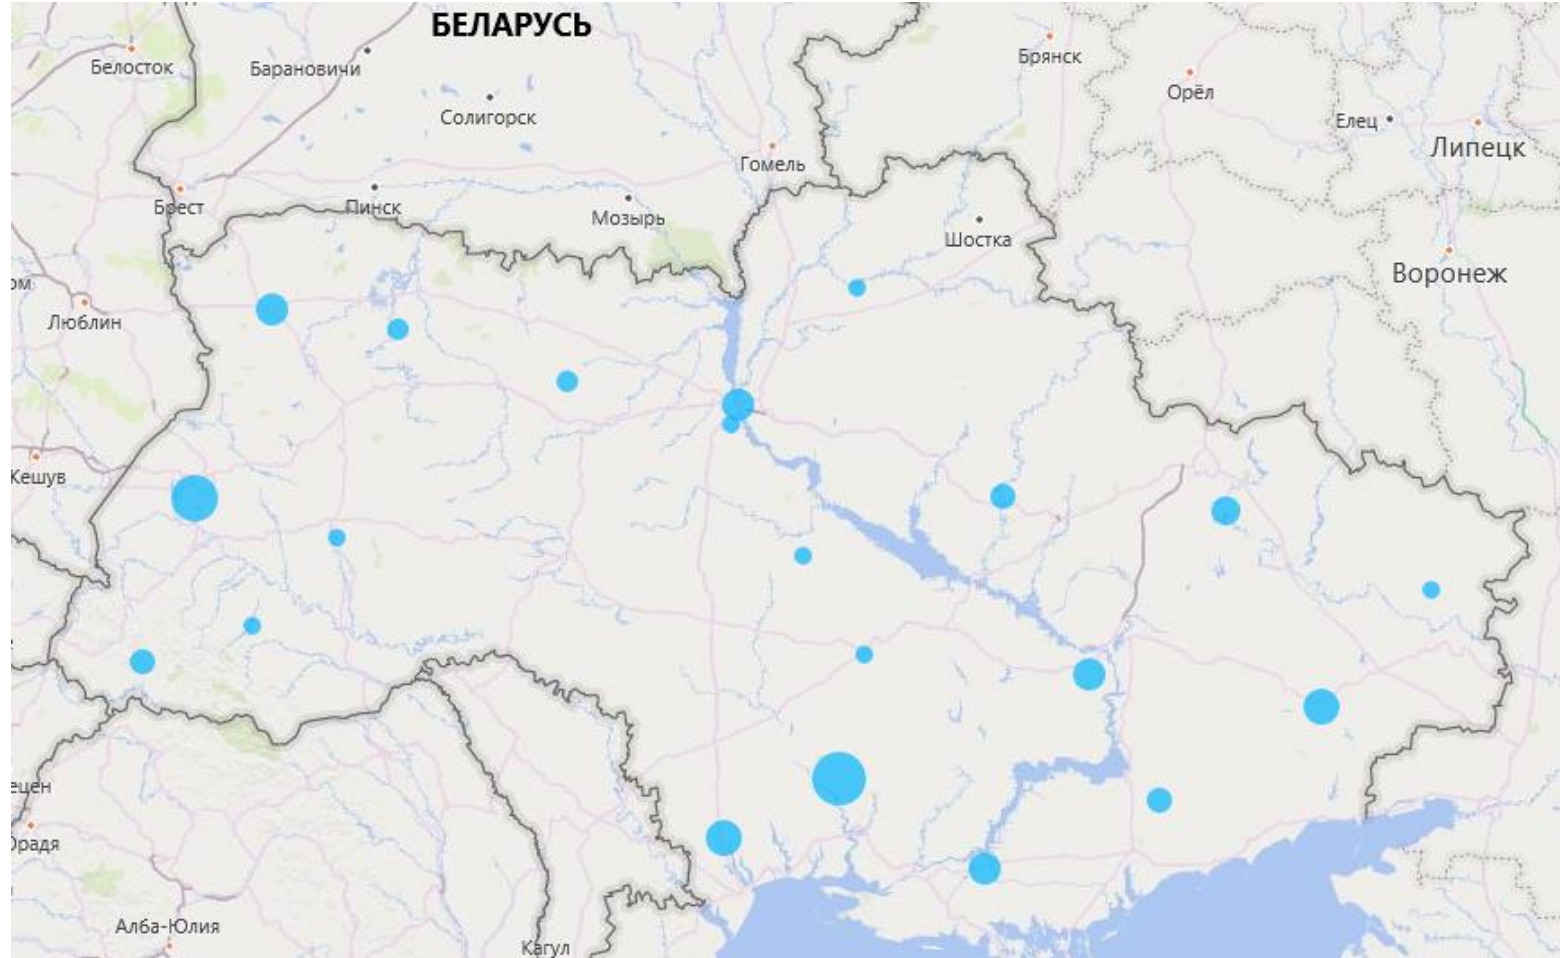 БЕЛАРУСЬ
Белосток
Барановичи
Брянск
Солигорск
Орёл
Елец
Липецк
Гомель
Брест
Пинск
Мозырь
Шостка
Воронеж
Люблин
Кешув
Алба-Юлия
Кагул